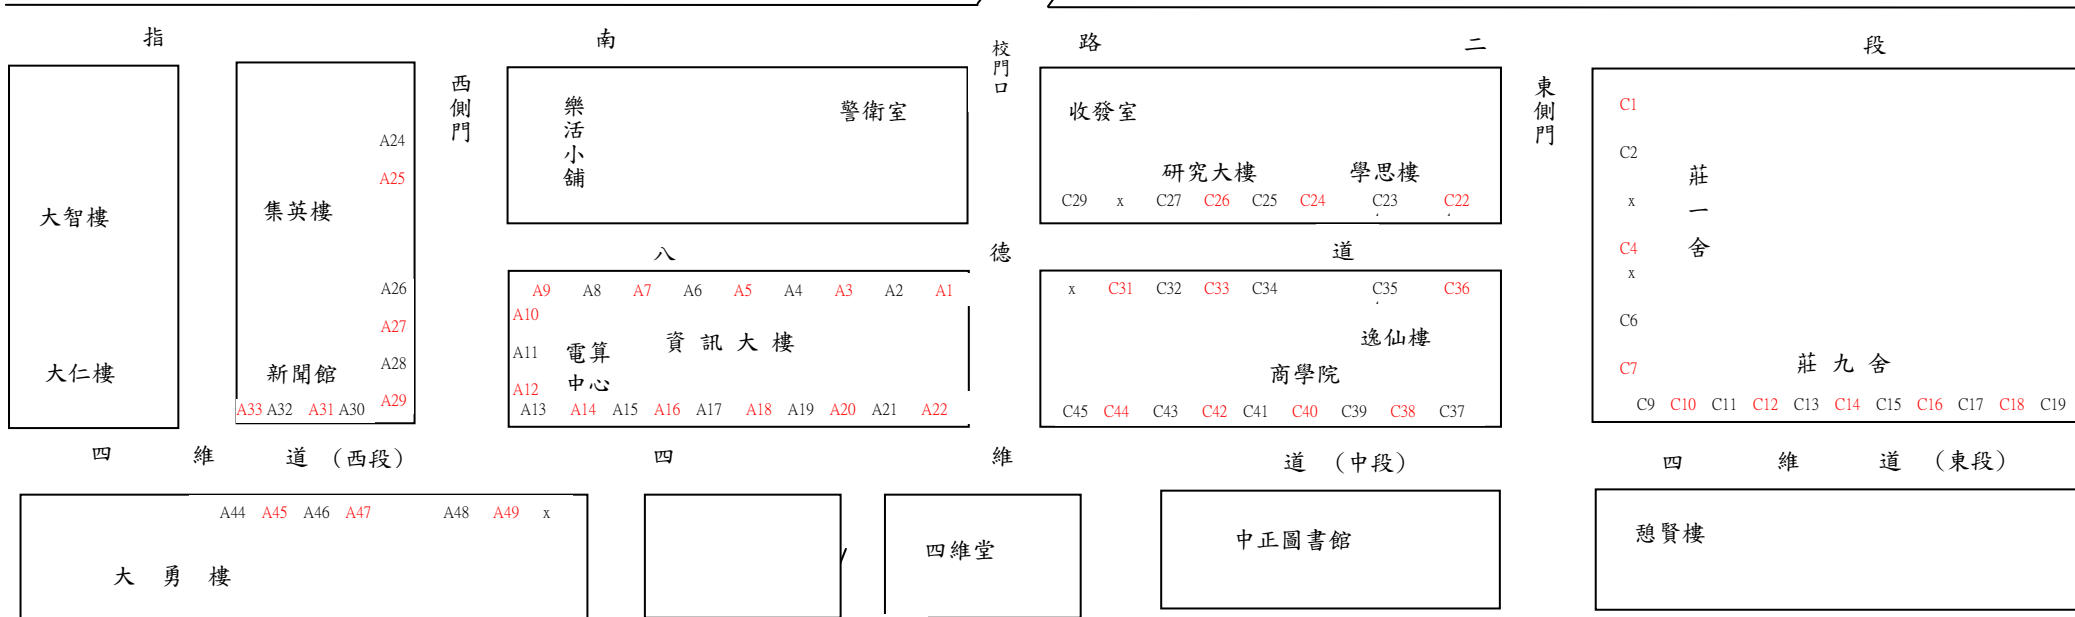 指 南 路 二 段
校門口
西側門
東側門
樂活小舖
警衛室
收發室
研究大樓 學思樓
C29 x C27 C26 C25 C24 C23 C22
A24
A25
集英樓
大智樓
C1
C2
x
C4
x
C6
C7
莊一舍
八 德 道
A26
A27
A28
A29
新聞館
大仁樓
A33 A32 A31 A30
A9 A8 A7 A6 A5 A4 A3 A2 A1
A10
A11
A12
資訊大樓
電算
中心
A13 A14 A15 A16 A17 A18 A19 A20 A21 A22
x C31 C32 C33 C34 C35 C36
逸仙樓
商學院
C45 C44 C43 C42 C41 C40 C39 C38 C37
莊九舍
C9 C10 C11 C12 C13 C14 C15 C16 C17 C18 C19
四 維 道 (西段)
四 維 道 (中段)
四 維 道 (東段)
A44 A45 A46 A47 A48 A49 x
大 勇 樓
四維堂
中正圖書館
憩賢樓